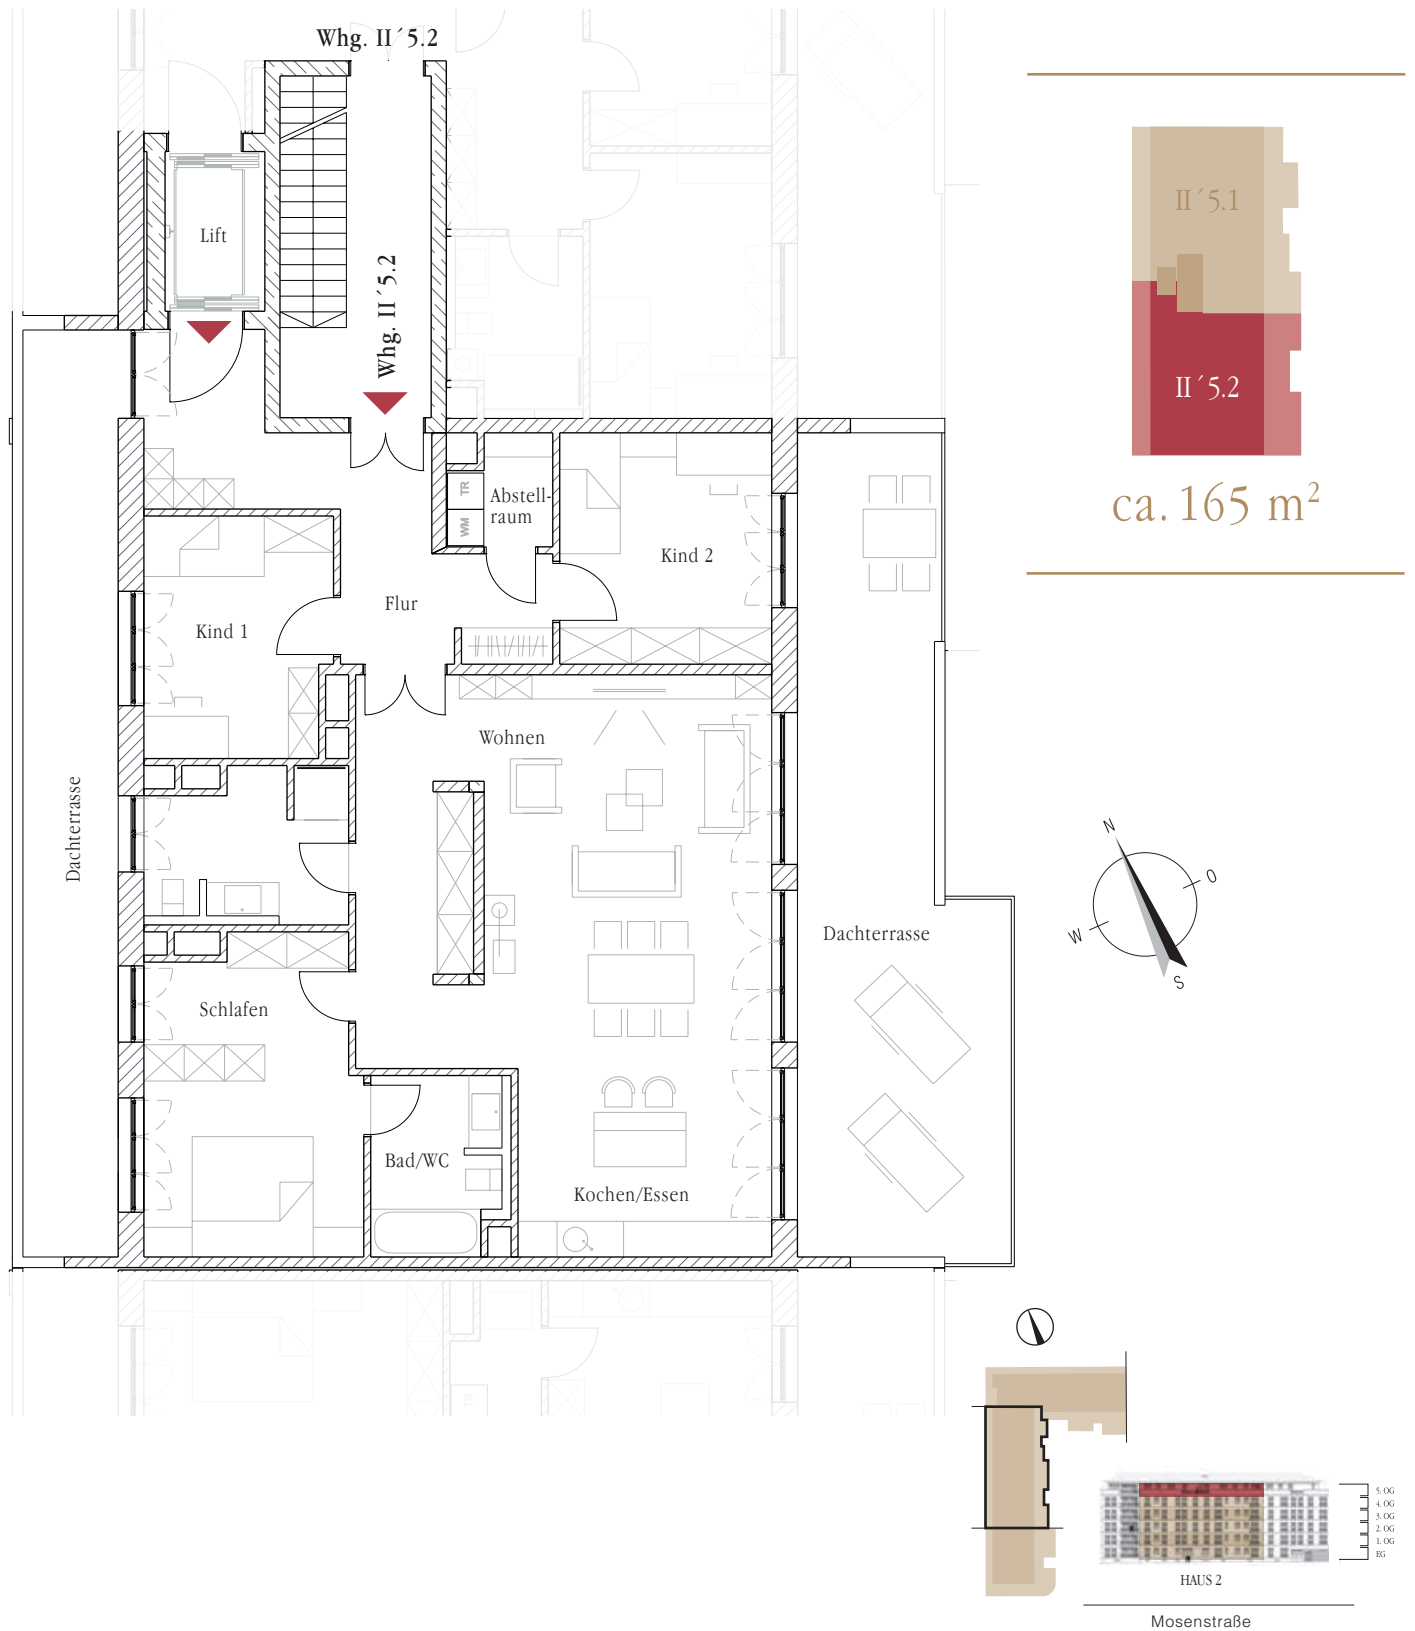 Whg. II´5.2
Lift
Whg. II´5.2
II´5.1
II´5.2
ca. 165 m²
TR
WM
Abstell-
raum
Kind 2
Flur
Kind 1
Wohnen
Dachterrasse
Dachterrasse
N
O
W
S
Schlafen
Bad/WC
Kochen/Essen
TR
5. OG
4. OG
3. OG
2. OG
1. OG
EG
HAUS 2
Mosenstraße